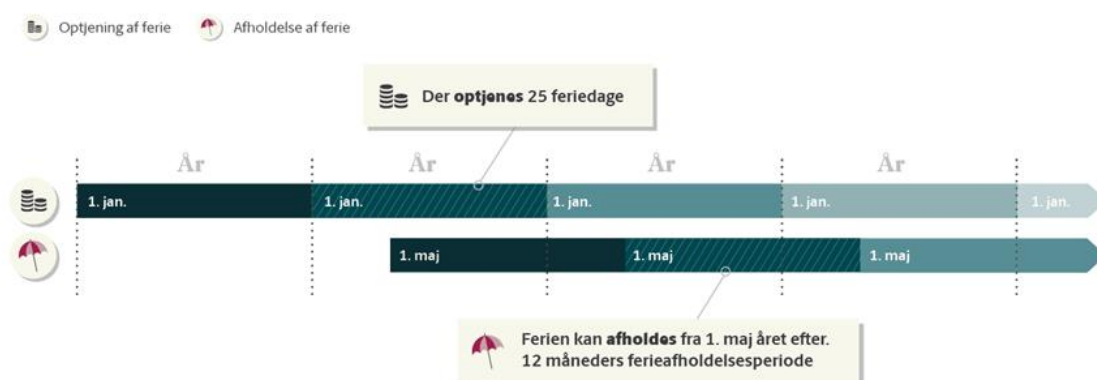 Optjening af ferie
Afholdelse af ferie
Der optjenes 25 feriedage
År
År
År
År
1. jan.
1. jan.
1. jan.
1. jan.
1. jan.
1. maj
1. maj
1. maj
Ferien kan afholdes fra 1. maj året efter.
12 måneders ferieafholdelsesperiode